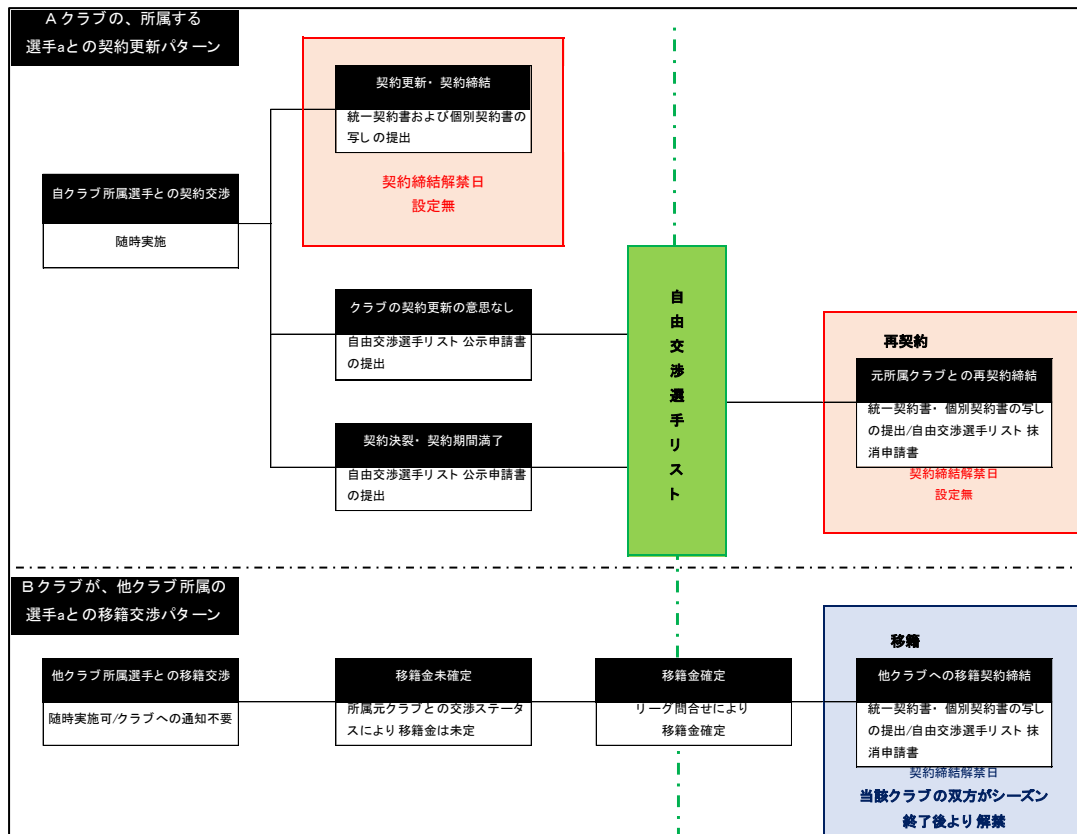 Aクラブの、所属する
選手aとの契約更新パターン
契約更新・契約締結
統一契約書および個別契約書の
写しの提出
契約締結解禁日
設定無
自クラブ所属選手との契約交渉
随時実施
クラブの契約更新の意思なし
自由交渉選手リスト公示申請書
の提出
契約決裂・契約期間満了
自由交渉選手リスト公示申請書
の提出
自由交渉選手リスト
再契約
元所属クラブとの再契約締結
統一契約書・個別契約書の写し
の提出/自由交渉選手リスト抹
消申請書
契約締結解禁日
設定無
Bクラブが、他クラブ所属の
選手aとの移籍交渉パターン
他クラブ所属選手との移籍交渉
随時実施可/クラブへの通知不要
移籍金未確定
所属元クラブとの交渉ステータ
スにより移籍金は未定
移籍金確定
リーグ問合せにより
移籍金確定
移籍
他クラブへの移籍契約締結
統一契約書・個別契約書の写し
の提出/自由交渉選手リスト抹
消申請書
契約締結解禁日
当該クラブの双方がシーズン
終了後より解禁